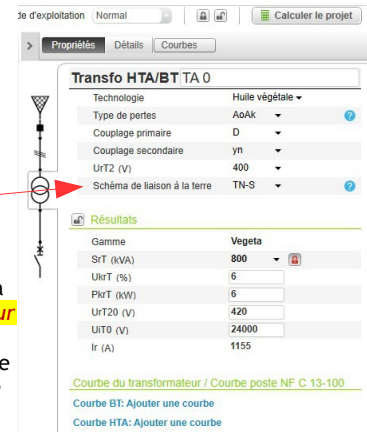 de d'exploitation Normal Calculer le projet
> Propriétés Détails Courbes
Transfo HTA/BT TA 0
Technologie Huile végétale
Type de pertes AoAk ?
Couplage primaire D
Couplage secondaire yn
UrT2 (V) 400
Schéma de liaison à la terre TN-S ?
Résultats
Gamme Vegeta
SrT (kVA) 800
UkrT (%) 6
a
PkrT (kW) 6
ur
UrT20 (V) 420
UiT0 (V) 24000
e
Ir (A) 1155
Courbe du transformateur / Courbe poste NF C 13-100
Courbe BT: Ajouter une courbe
Courbe HTA: Ajouter une courbe